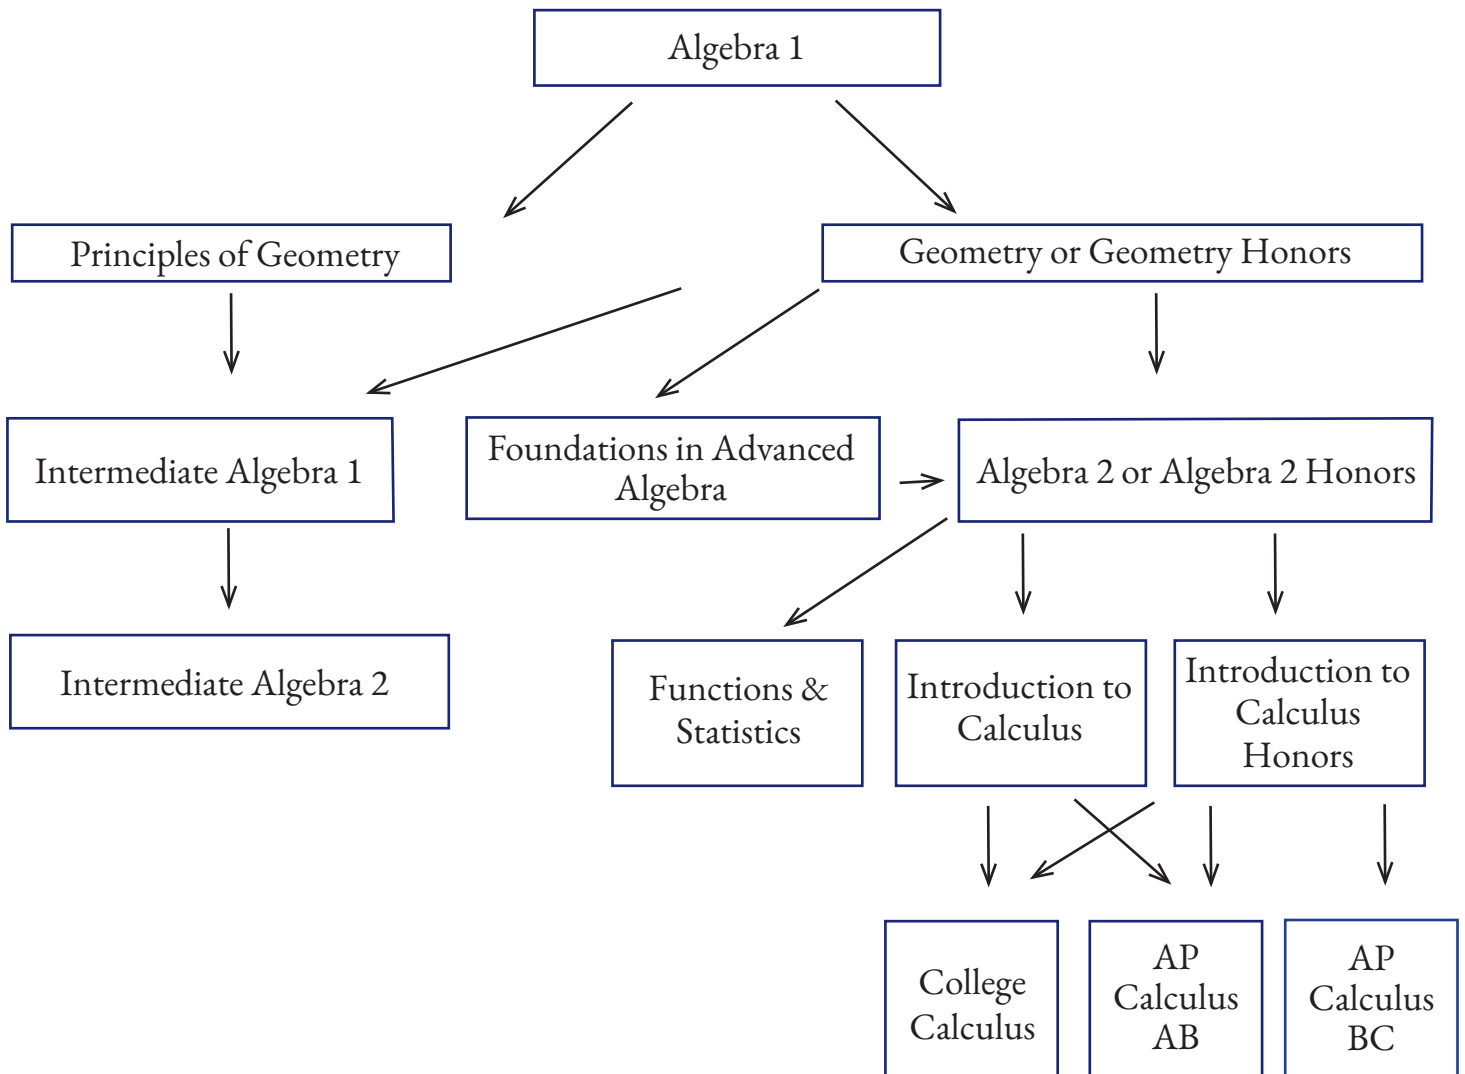 Algebra 1
Principles of Geometry
Geometry or Geometry Honors
Intermediate Algebra 1
Foundations in Advanced
Algebra
Algebra 2 or Algebra 2 Honors
Intermediate Algebra 2
Functions &
Statistics
Introduction to
Calculus
Introduction to
Calculus
Honors
College
Calculus
AP
Calculus
AB
AP
Calculus
BC